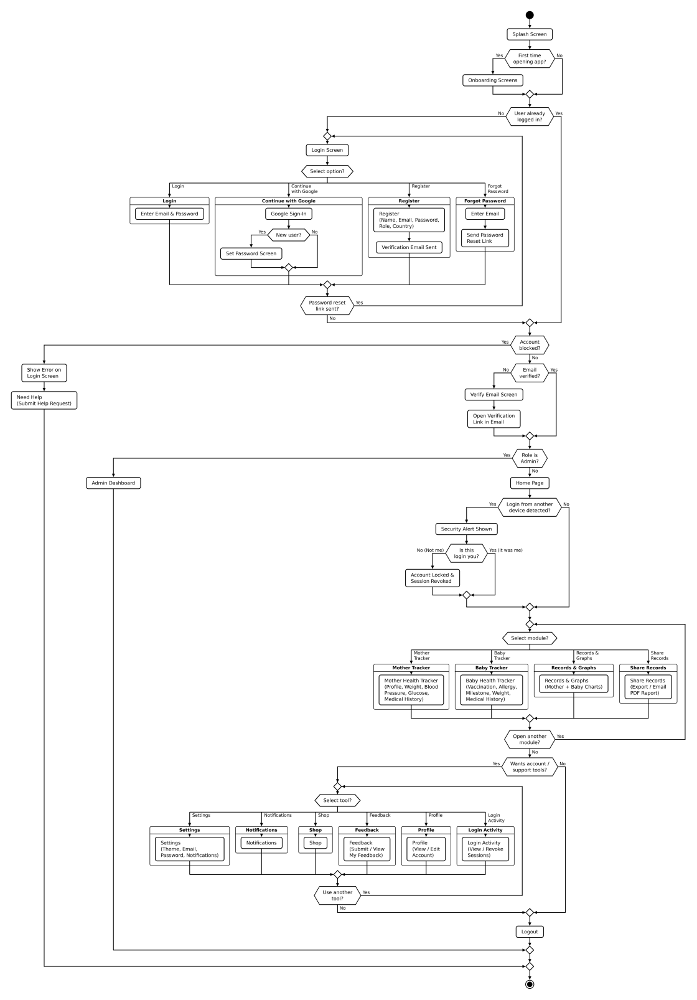 Splash Screen
First time
opening app?
Yes
No
Onboarding Screens
User already
logged in?
No
Yes
Login Screen
Select option?
Login
Continue
with Google
Register
Forgot
Password
Login
Enter Email & Password
Continue with Google
Google Sign-In
New user?
Yes
No
Set Password Screen
Register
Register
(Name, Email, Password,
Role, Country)
Verification Email Sent
Forgot Password
Enter Email
Send Password
Reset Link
Password reset
link sent?
Yes
No
Account
blocked?
Yes
No
Show Error on
Login Screen
Need Help
(Submit Help Request)
Email
verified?
No
Yes
Verify Email Screen
Open Verification
Link in Email
Role is
Admin?
Yes
No
Admin Dashboard
Home Page
Login from another
device detected?
Yes
No
Security Alert Shown
Is this
login you?
No (Not me)
Yes (It was me)
Account Locked &
Session Revoked
Select module?
Mother
Tracker
Baby
Tracker
Records &
Graphs
Share
Records
Mother Tracker
Mother Health Tracker
(Profile, Weight, Blood
Pressure, Glucose,
Medical History)
Baby Tracker
Baby Health Tracker
(Vaccination, Allergy,
Milestone, Weight,
Medical History)
Records & Graphs
Records & Graphs
(Mother + Baby Charts)
Share Records
Share Records
(Export / Email
PDF Report)
Open another
module?
Yes
No
Wants account /
support tools?
Yes
No
Select tool?
Settings
Notifications
Shop
Feedback
Profile
Login
Activity
Settings
Settings
(Theme, Email,
Password, Notifications)
Notifications
Notifications
Shop
Shop
Feedback
Feedback
(Submit / View
My Feedback)
Profile
Profile
(View / Edit
Account)
Login Activity
Login Activity
(View / Revoke
Sessions)
Use another
tool?
Yes
No
Logout